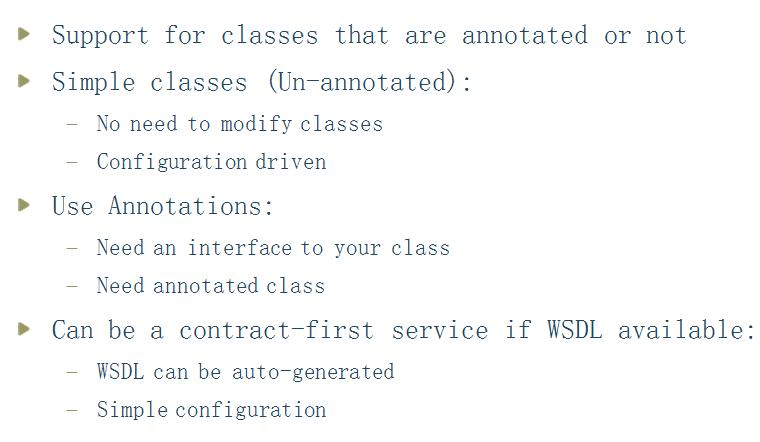 Support for classes that are annotated or not
Simple classes (Un-annotated):
– No need to modify classes
– Configuration driven
Use Annotations:
– Need an interface to your class
– Need annotated class
Can be a contract-first service if WSDL available:
– WSDL can be auto-generated
– Simple configuration